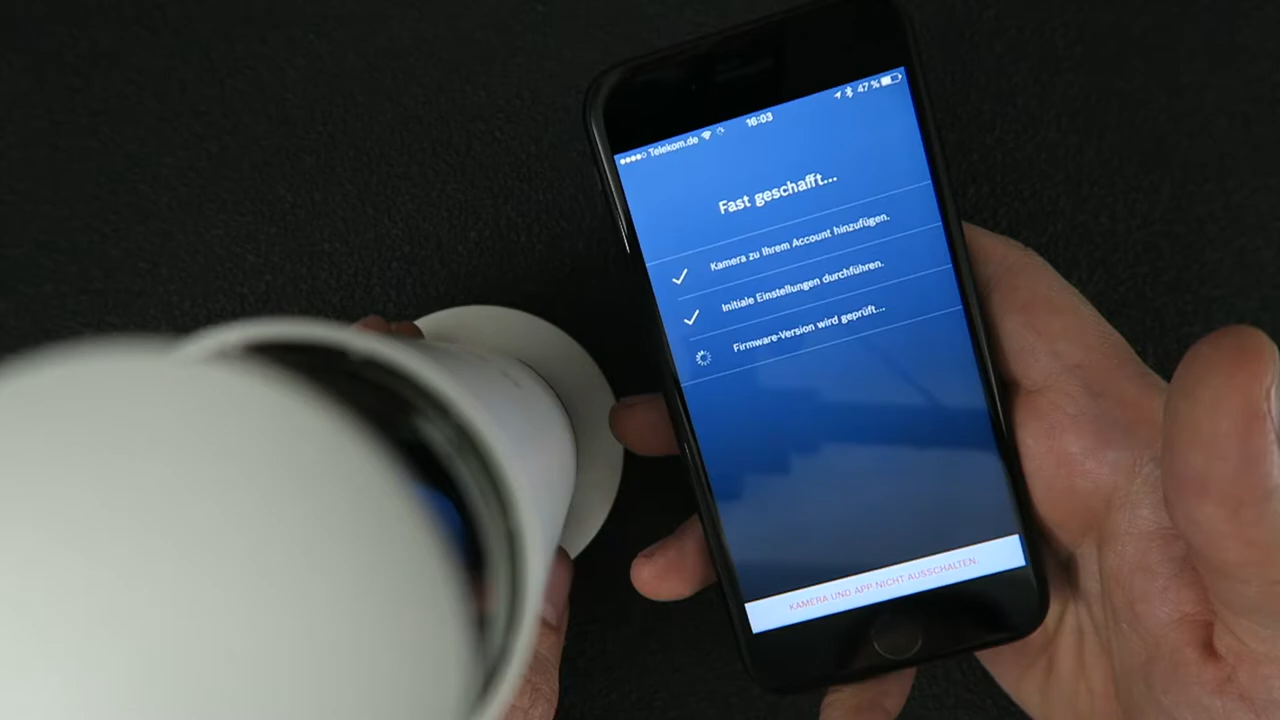 Telekom.de 16:03 47 %
Fast geschafft...
Kamera zu Ihrem Account hinzufügen.
Initiale Einstellungen durchführen.
Firmware-Version wird geprüft...
KAMERA UND APP NICHT AUSSCHALTEN.